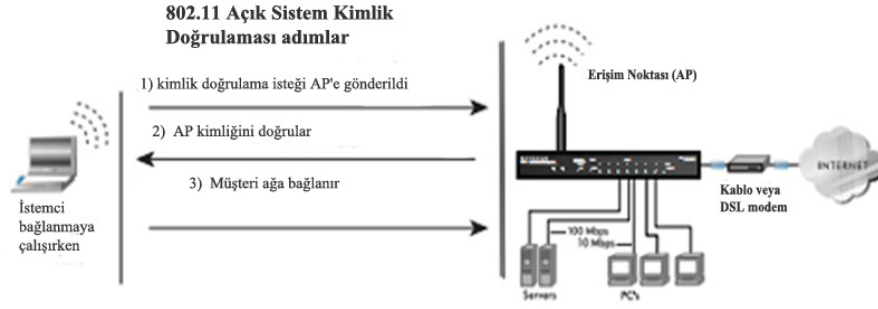 802.11 Açık Sistem Kimlik
Doğrulaması adımlar
1) kimlik doğrulama isteği AP'e gönderildi
2) AP kimliğini doğrular
3) Müşteri ağa bağlanır
İstemci
bağlanmaya
çalışırken
Erişim Noktası (AP)
Kablo veya
DSL modem
INTERNET
100 Mbps
10 Mbps
Servers
PC's